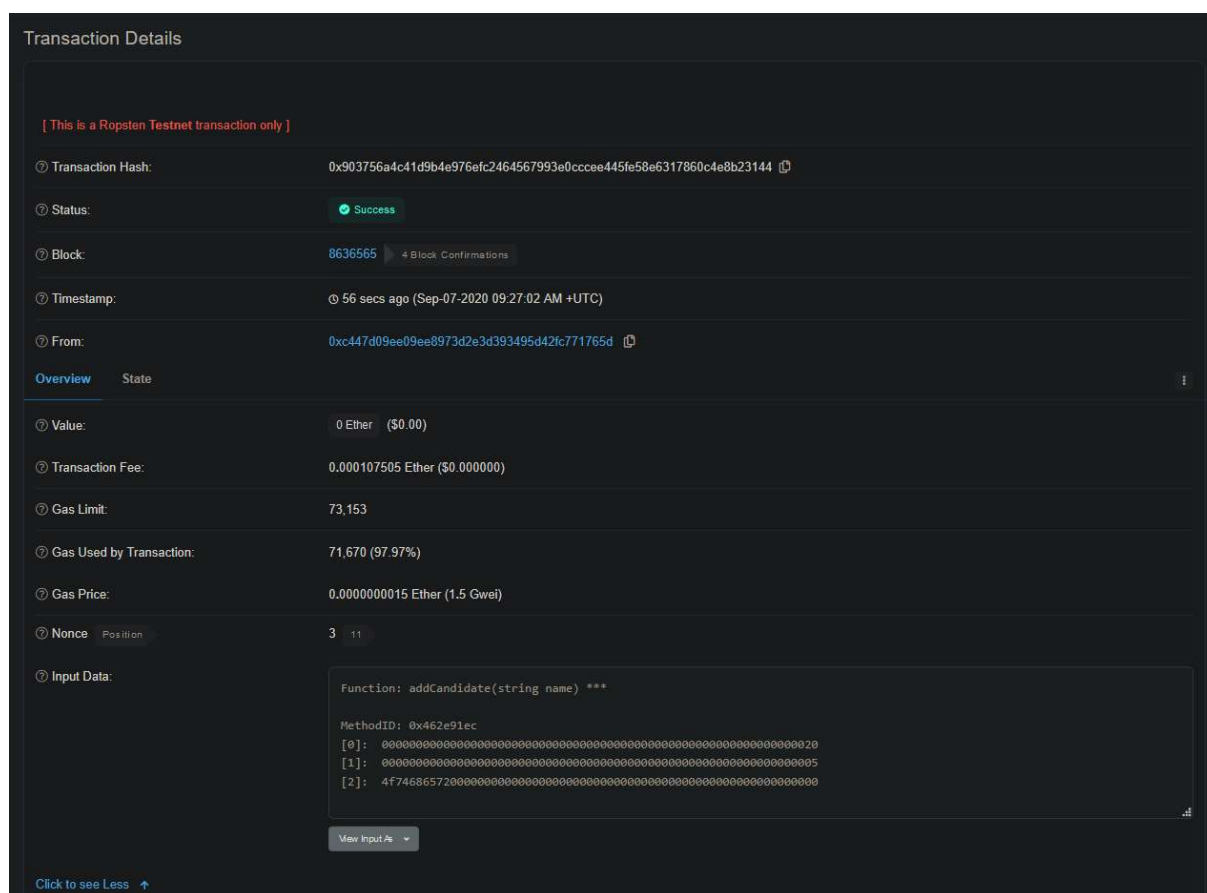 Transaction Details
[ This is a Ropsten Testnet transaction only ]
Transaction Hash: 0x903756a4c41d9b4e976efc2464567993e0cccee445fe58e6317860c4e8b23144
Status: Success
Block: 8636565 4 Block Confirmations
Timestamp: 56 secs ago (Sep-07-2020 09:27:02 AM +UTC)
From: 0xc447d09ee09ee8973d2e3d393495d42fc771765d
Overview State
Value: 0 Ether ($0.00)
Transaction Fee: 0.000107505 Ether ($0.000000)
Gas Limit: 73,153
Gas Used by Transaction: 71,670 (97.97%)
Gas Price: 0.0000000015 Ether (1.5 Gwei)
Nonce Position 3 11
Input Data:
Function: addCandidate(string name) ***
MethodID: 0x462e91ec
[0]: 0000000000000000000000000000000000000000000000000000000000000020
[1]: 0000000000000000000000000000000000000000000000000000000000000005
[2]: 4f74686572000000000000000000000000000000000000000000000000000000
View Input As
Click to see Less